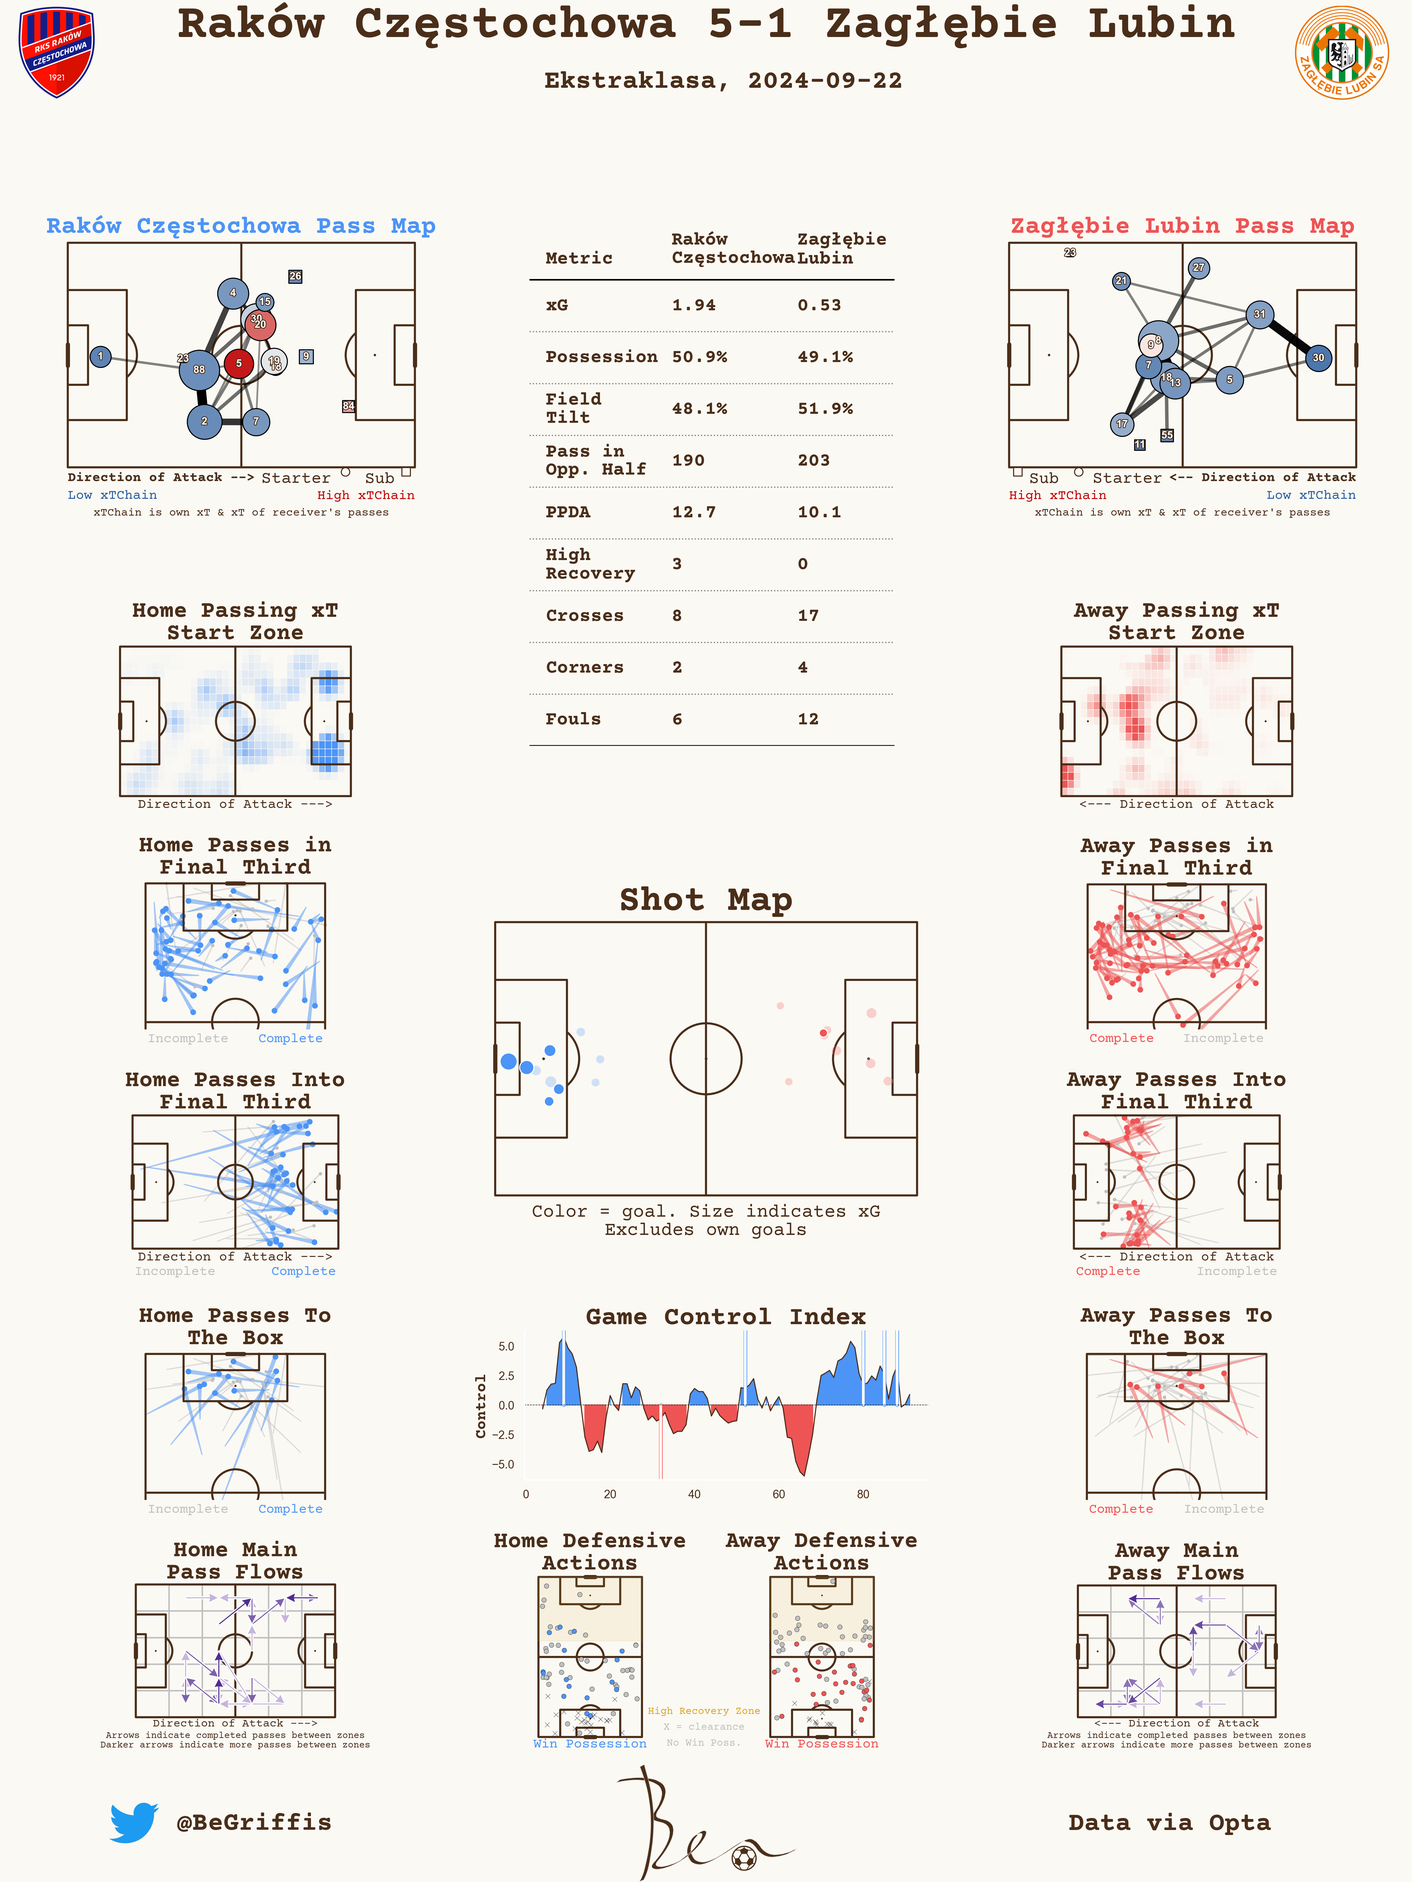 Raków Częstochowa 5-1 Zagłębie Lubin
Ekstraklasa, 2024-09-22
RKS RAKÓW
CZĘSTOCHOWA
1921
ZAGŁĘBIE LUBIN SA
Raków Częstochowa Pass Map
26
4
15
30
20
1
23
88
5
19
18
9
84
2
7
Direction of Attack --> Starter Sub
Low xTChain High xTChain
xTChain is own xT & xT of receiver's passes
Metric Raków Częstochowa Zagłębie Lubin
xG 1.94 0.53
Possession 50.9% 49.1%
Field Tilt 48.1% 51.9%
Pass in Opp. Half 190 203
PPDA 12.7 10.1
High Recovery 3 0
Crosses 8 17
Corners 2 4
Fouls 6 12
Zagłębie Lubin Pass Map
23
27
21
31
9
8
7
30
18
13
5
17
11
55
Sub Starter <-- Direction of Attack
High xTChain Low xTChain
xTChain is own xT & xT of receiver's passes
Home Passing xT
Start Zone
Direction of Attack --->
Away Passing xT
Start Zone
<--- Direction of Attack
Home Passes in
Final Third
Incomplete Complete
Away Passes in
Final Third
Complete Incomplete
Shot Map
Color = goal. Size indicates xG
Excludes own goals
Home Passes Into
Final Third
Direction of Attack --->
Incomplete Complete
Away Passes Into
Final Third
<--- Direction of Attack
Complete Incomplete
Home Passes To
The Box
Incomplete Complete
Game Control Index
Control
5.0
2.5
0.0
−2.5
−5.0
0 20 40 60 80
Away Passes To
The Box
Complete Incomplete
Home Main
Pass Flows
Direction of Attack --->
Arrows indicate completed passes between zones
Darker arrows indicate more passes between zones
Home Defensive
Actions
Win Possession
High Recovery Zone
X = clearance
No Win Poss.
Away Defensive
Actions
Win Possession
Away Main
Pass Flows
<--- Direction of Attack
Arrows indicate completed passes between zones
Darker arrows indicate more passes between zones
@BeGriffis
Ben
Data via Opta